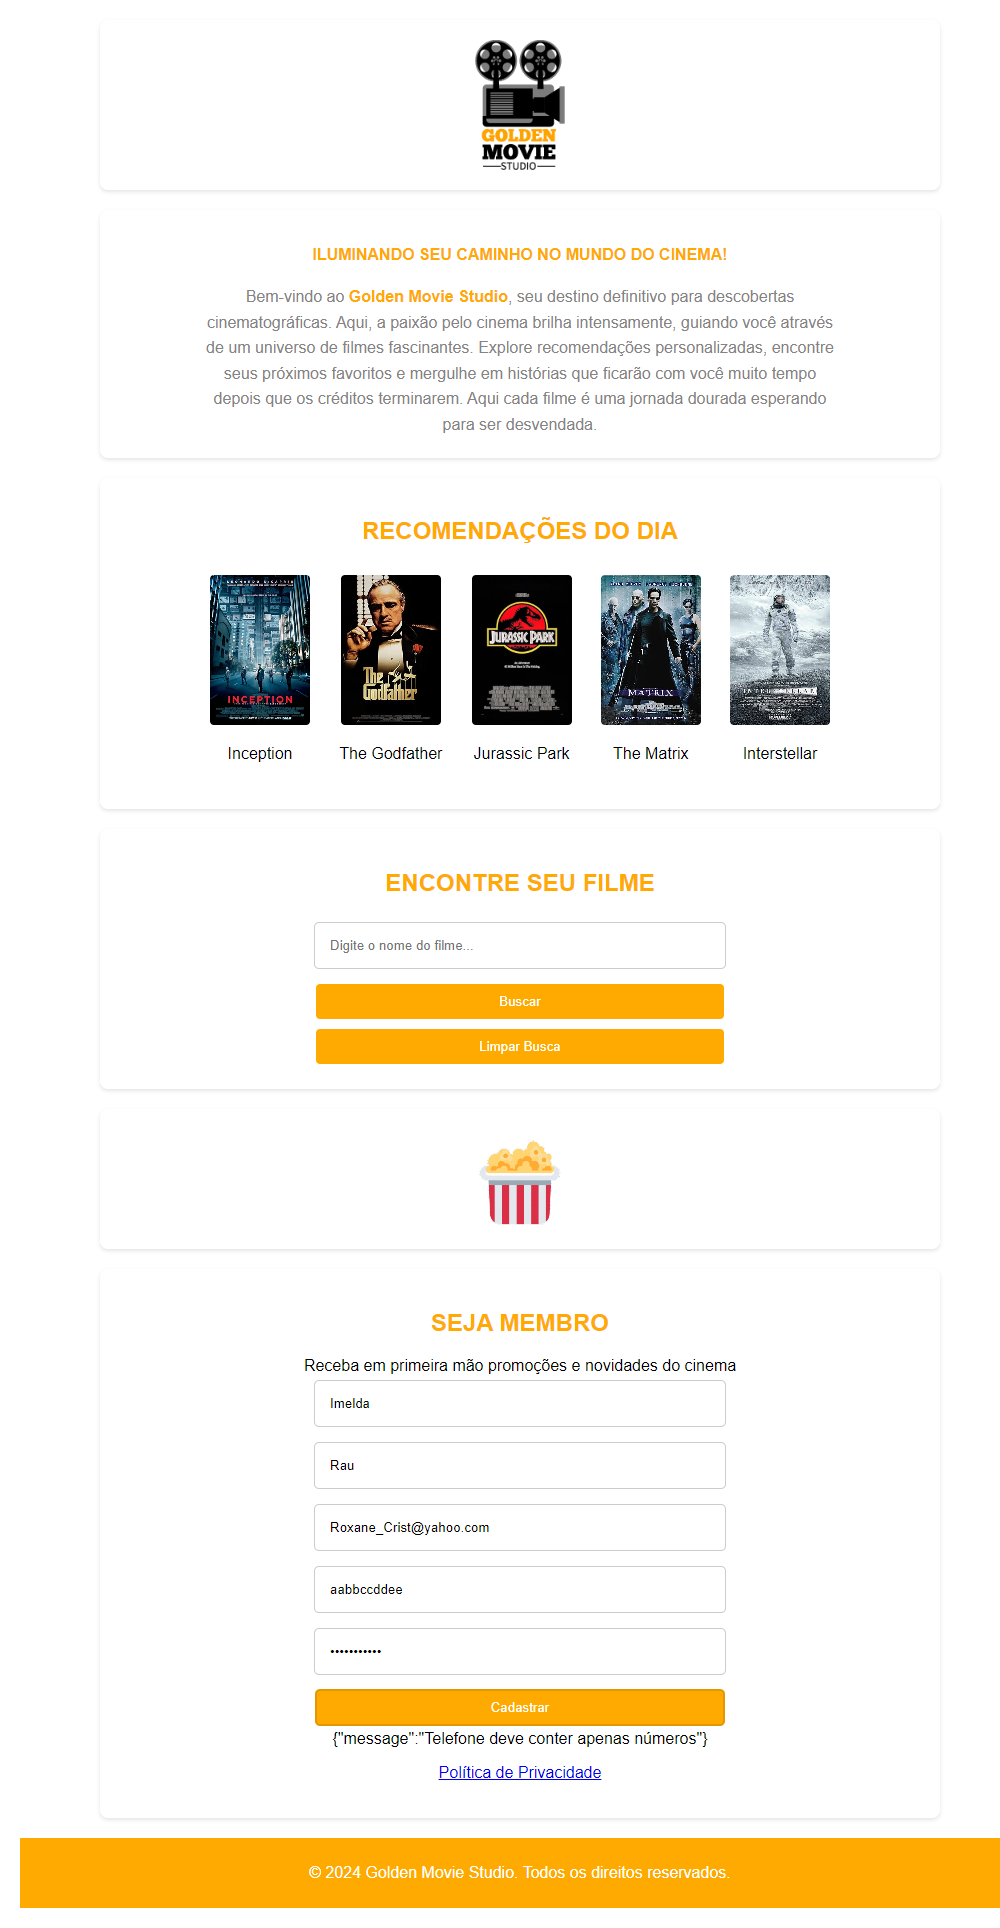 GOLDEN
MOVIE
STUDIO
ILUMINANDO SEU CAMINHO NO MUNDO DO CINEMA!
Bem-vindo ao Golden Movie Studio, seu destino definitivo para descobertas
cinematográficas. Aqui, a paixão pelo cinema brilha intensamente, guiando você através
de um universo de filmes fascinantes. Explore recomendações personalizadas, encontre
seus próximos favoritos e mergulhe em histórias que ficarão com você muito tempo
depois que os créditos terminarem. Aqui cada filme é uma jornada dourada esperando
para ser desvendada.
RECOMENDAÇÕES DO DIA
INCEPTION
The
Godfather
JURASSIC PARK
MATRIX
INTERSTELLAR
Inception
The Godfather
Jurassic Park
The Matrix
Interstellar
ENCONTRE SEU FILME
Digite o nome do filme...
Buscar
Limpar Busca
SEJA MEMBRO
Receba em primeira mão promoções e novidades do cinema
Imelda
Rau
Roxane_Crist@yahoo.com
aabbccddee
•••••••••••
Cadastrar
{"message":"Telefone deve conter apenas números"}
Política de Privacidade
© 2024 Golden Movie Studio. Todos os direitos reservados.